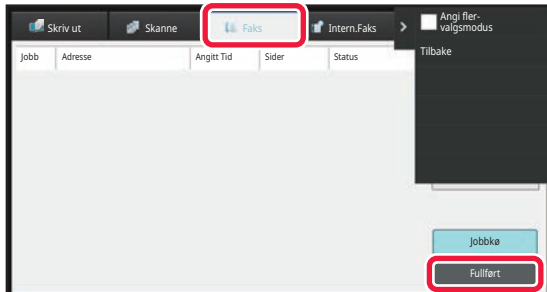 Skriv ut
Skanne
Faks
Intern.Faks
Angi fler-
valgsmodus
Tilbake
Jobb
Adresse
Angitt Tid
Sider
Status
Jobbkø
Fullført